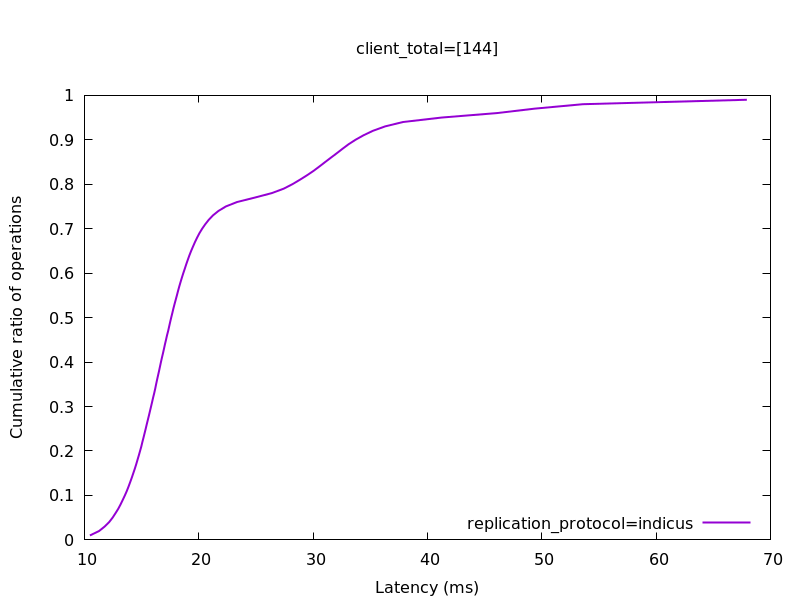 client_total=[144]
1
0.9
0.8
0.7
0.6
0.5
0.4
0.3
0.2
0.1
0
Cumulative ratio of operations
replication_protocol=indicus
10 20 30 40 50 60 70
Latency (ms)